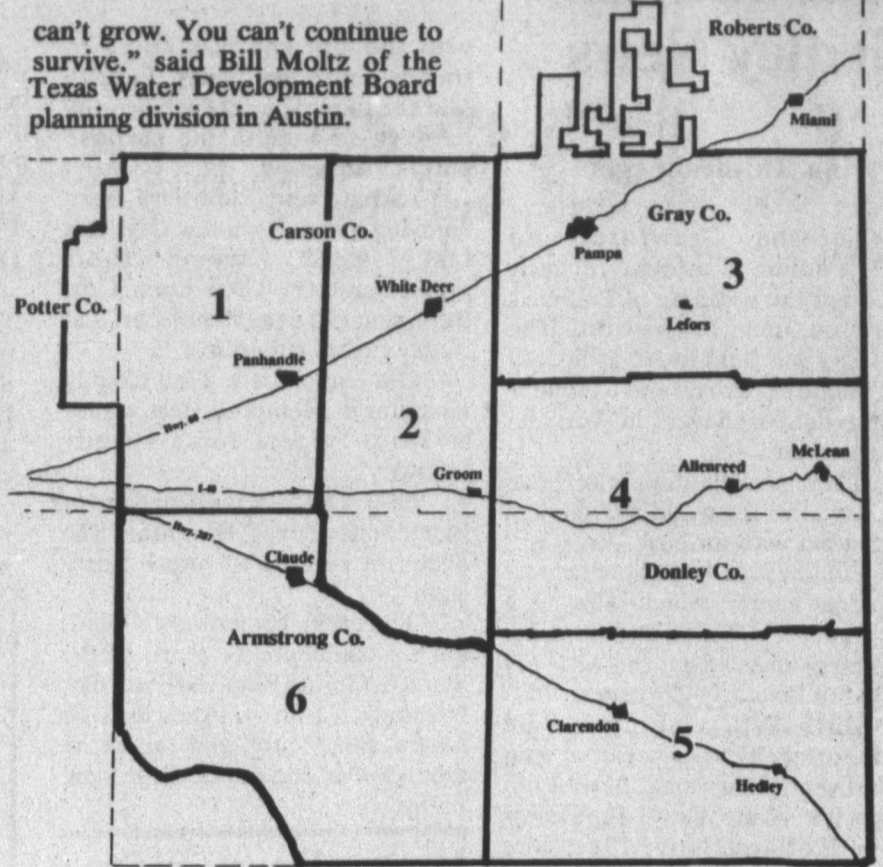 can't grow. You can't continue to
survive." said Bill Moltz of the
Texas Water Development Board
planning division in Austin.
Roberts Co.
Miami
Carson Co.
Gray Co.
Pampa
3
White Deer
1
Potter Co.
Lefors
Panhandle
2
Hwy. 60
McLean
Allenreed
Groom
I-40
4
Hwy. 287
Claude
Donley Co.
Armstrong Co.
6
Clarendon
5
Hedley